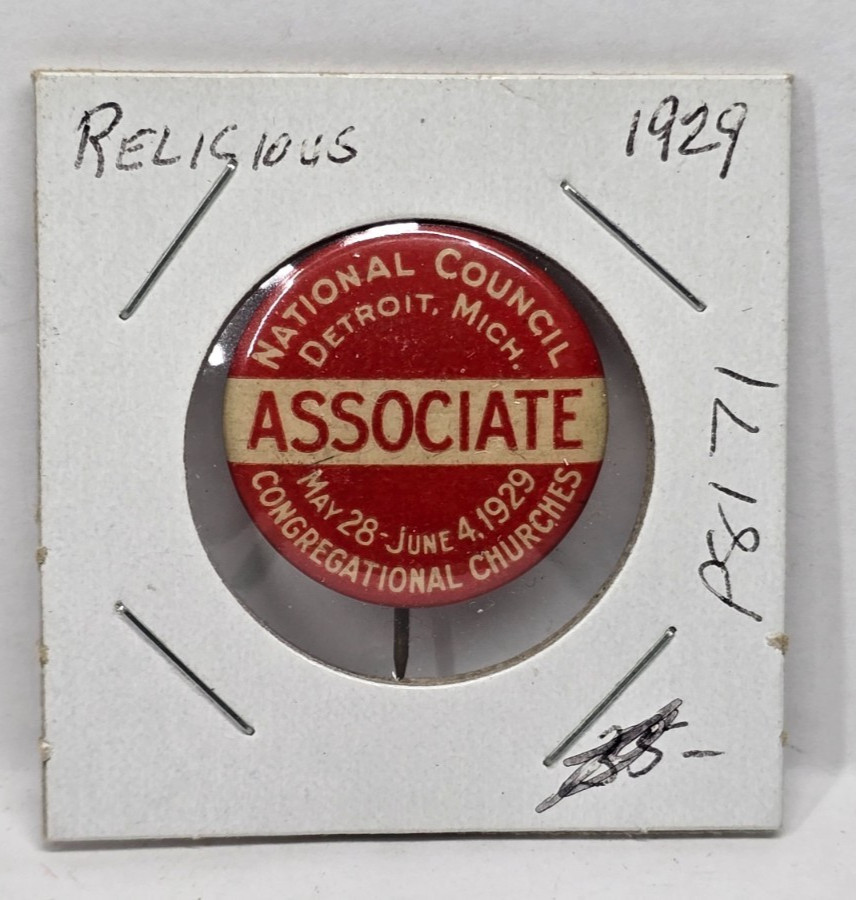 RELIGIOUS
1929
NATIONAL COUNCIL
DETROIT, MICH.
ASSOCIATE
MAY 28-JUNE 4, 1929
CONGREGATIONAL CHURCHES
PS171